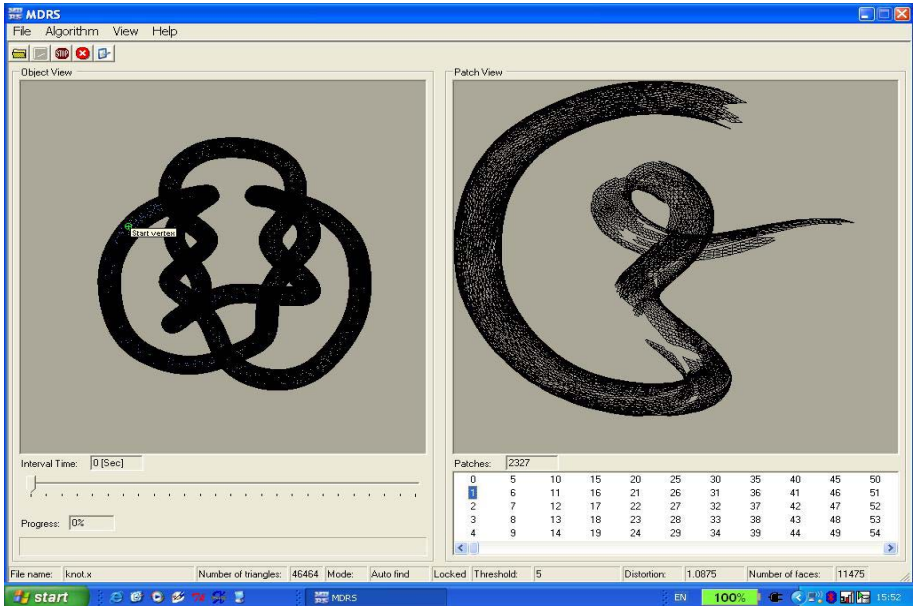 MDRS
File Algorithm View Help
STOP
Object View
Patch View
Start vertex
Interval Time: 0 [Sec]
Progress: 0%
Patches: 2327
0 5 10 15 20 25 30 35 40 45 50
1 6 11 16 21 26 31 36 41 46 51
2 7 12 17 22 27 32 37 42 47 52
3 8 13 18 23 28 33 38 43 48 53
4 9 14 19 24 29 34 39 44 49 54
File name: knot.x Number of triangles: 46464 Mode: Auto find Locked Threshold: 5 Distortion: 1.0875 Number of faces: 11475
start MDRS EN 100% 15:52